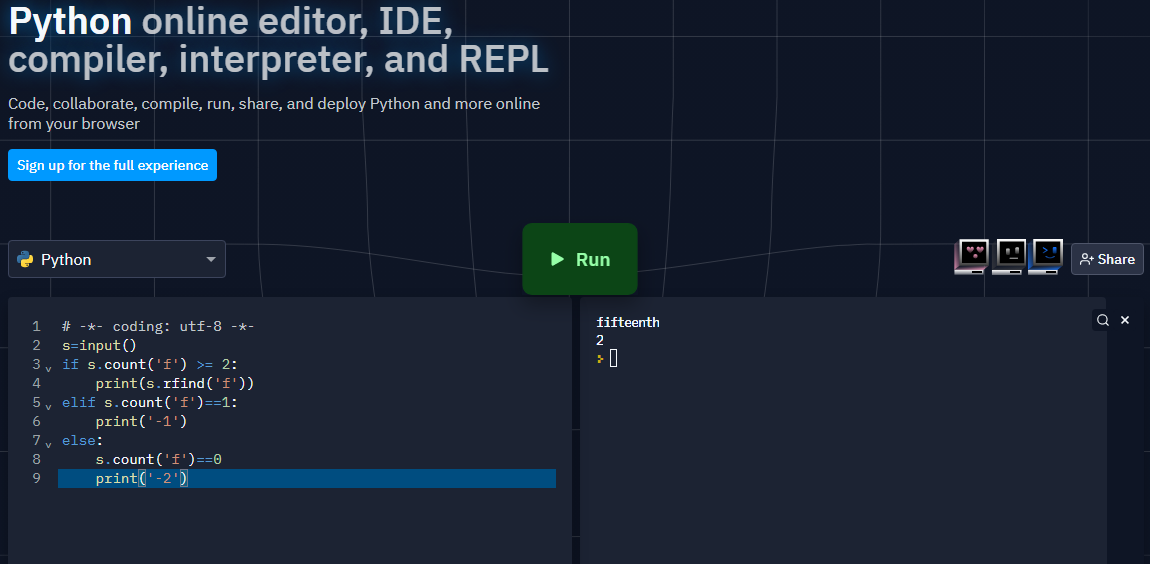 Python online editor, IDE,
compiler, interpreter, and REPL
Code, collaborate, compile, run, share, and deploy Python and more online
from your browser
Sign up for the full experience
Python
Run
Share
1 # -*- coding: utf-8 -*-
2 s=input()
3 if s.count('f') >= 2:
4     print(s.rfind('f'))
5 elif s.count('f')==1:
6     print('-1')
7 else:
8     s.count('f')==0
9     print('-2')
fifteenth
2